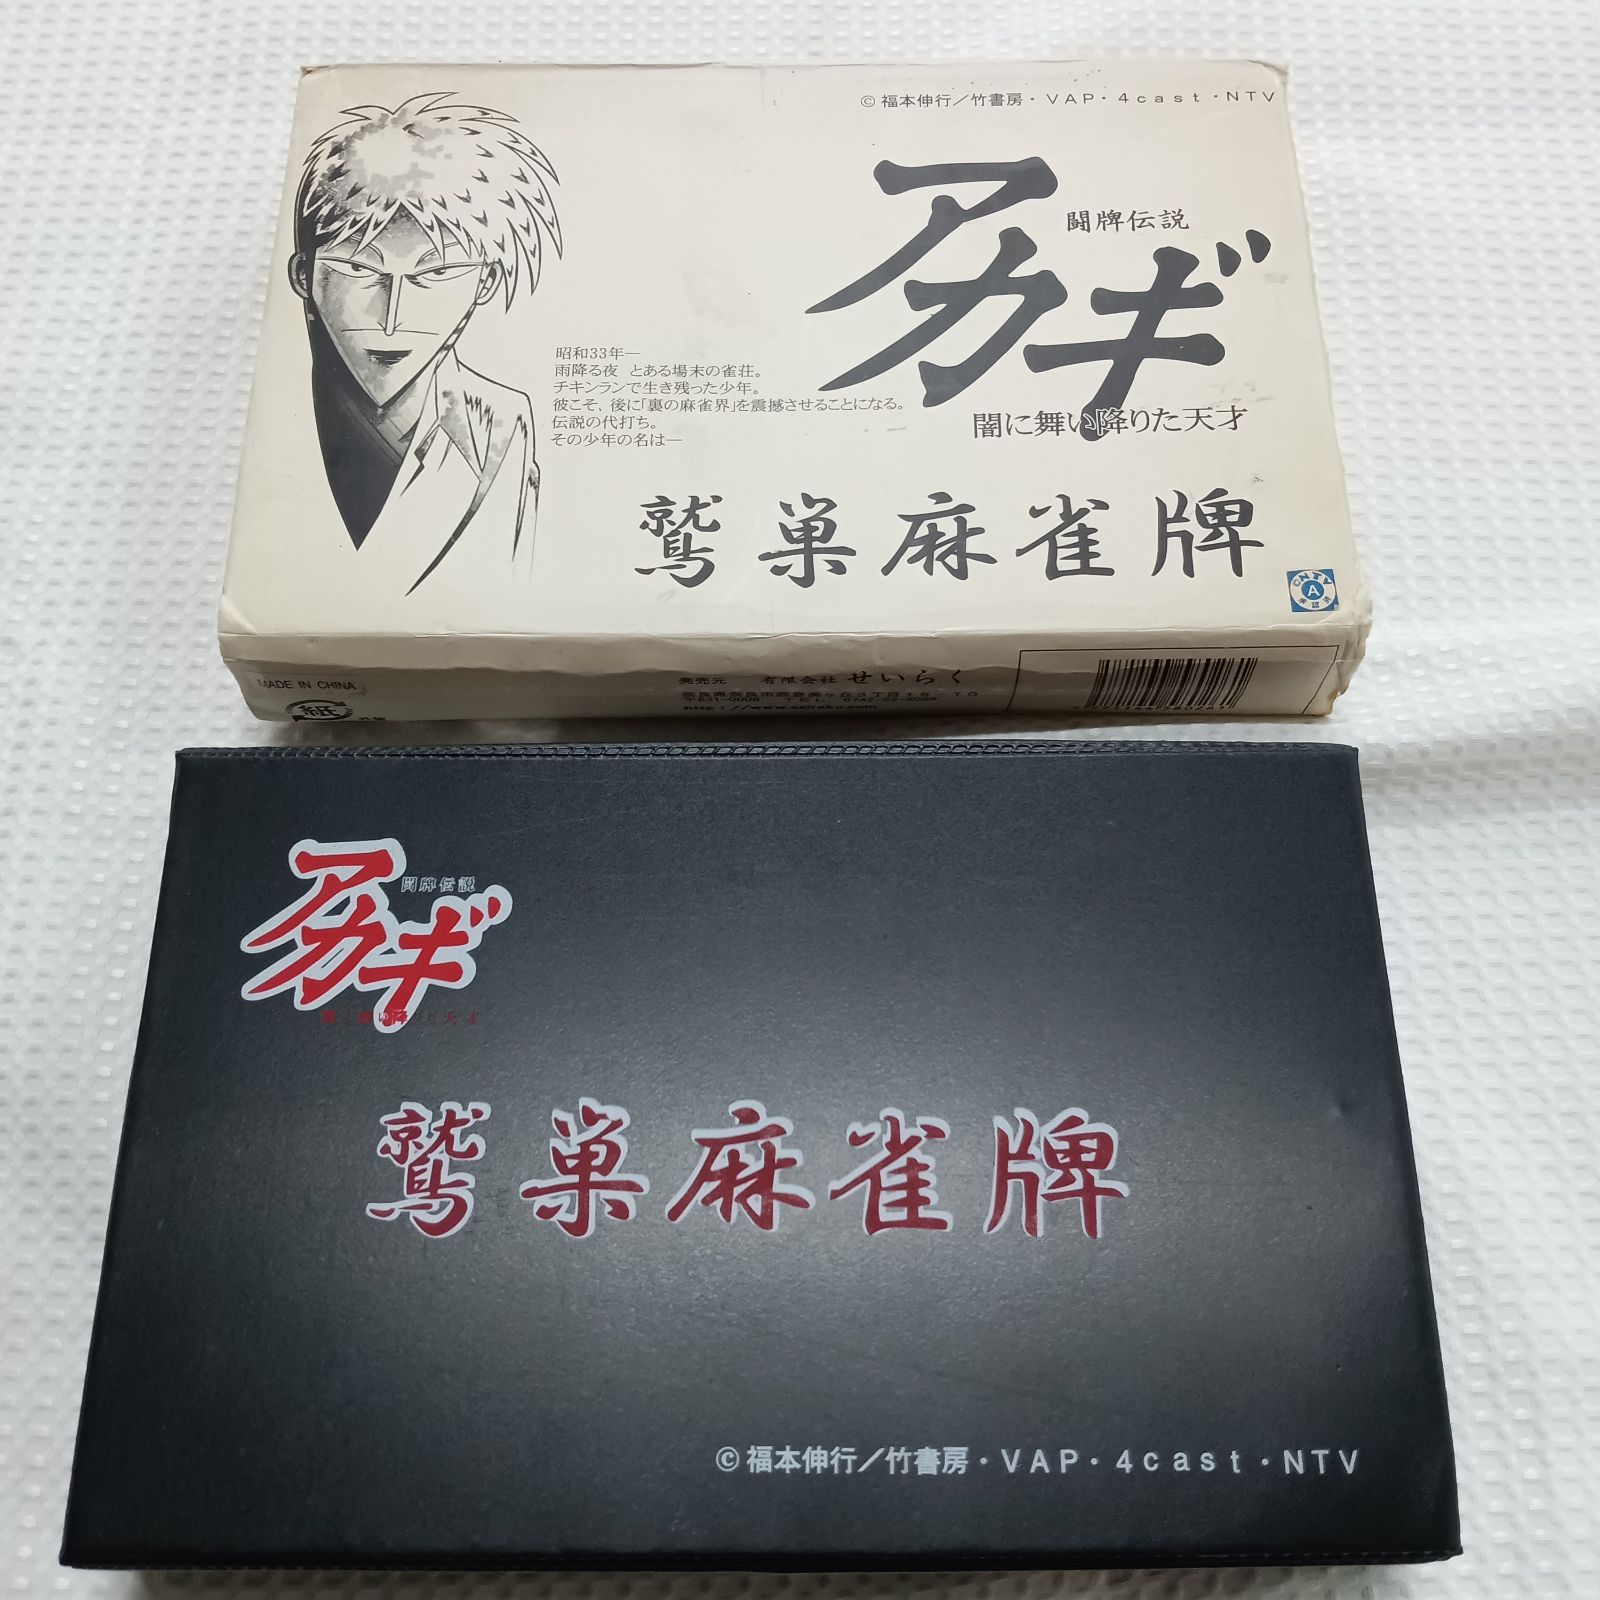 ©福本伸行／竹書房・VAP・4cast・NTV
闘牌伝説
アカギ
闇に舞い降りた天才
昭和33年―
雨降る夜 とある場末の雀荘。
チキンランで生き残った少年。
彼こそ、後に「裏の麻雀界」を震撼させることになる。
伝説の代打ち。
その少年の名は―
鷲巣麻雀牌
NTV
A
承認済
MADE IN CHINA
発売元 有限会社 せいらく
紙
闘牌伝説
アカギ
鷲巣麻雀牌
©福本伸行／竹書房・VAP・4cast・NTV